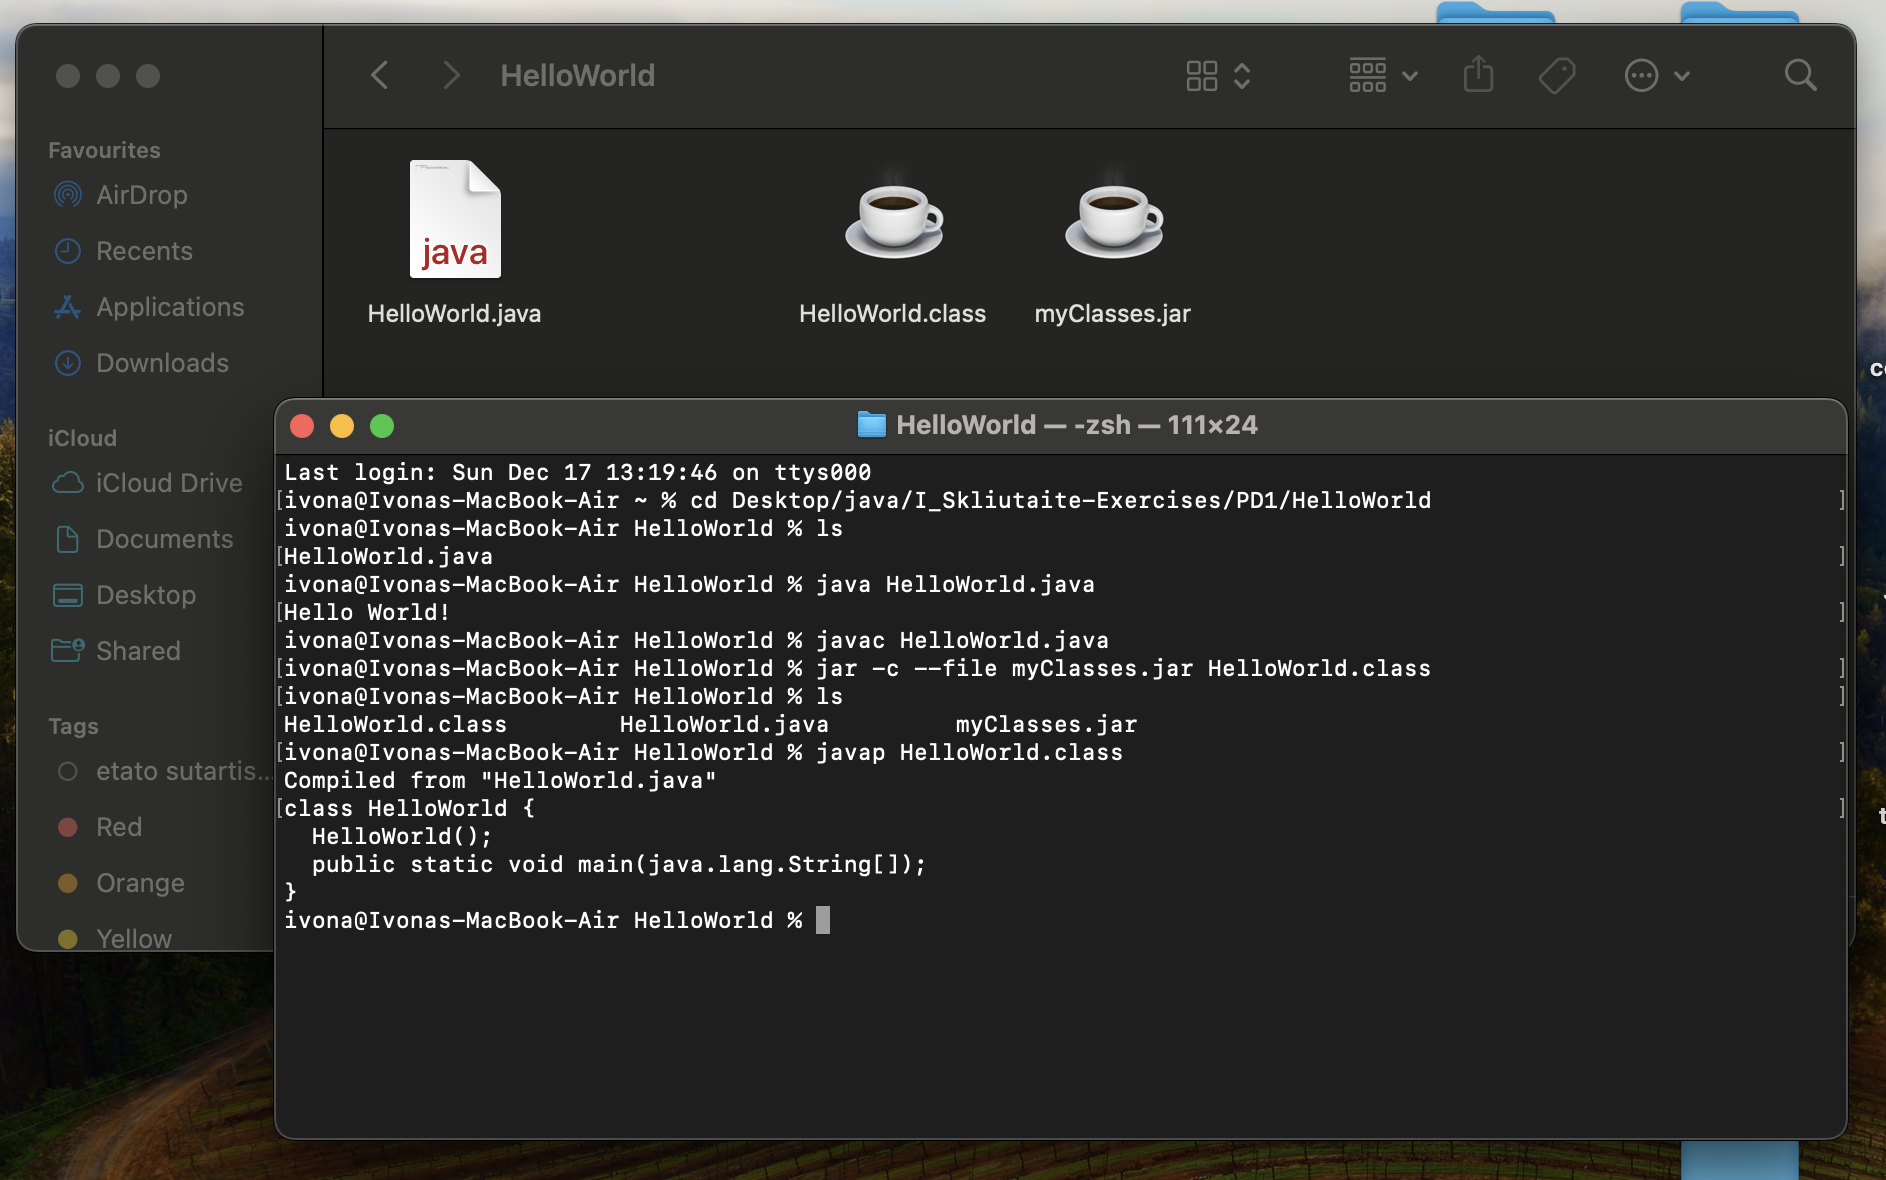 HelloWorld
Favourites
AirDrop
Recents
Applications
Downloads
iCloud
iCloud Drive
Documents
Desktop
Shared
Tags
etato sutartis...
Red
Orange
Yellow
java
HelloWorld.java
HelloWorld.class
myClasses.jar
HelloWorld — -zsh — 111×24
Last login: Sun Dec 17 13:19:46 on ttys000
[ivona@Ivonas-MacBook-Air ~ % cd Desktop/java/I_Skliutaite-Exercises/PD1/HelloWorld ]
ivona@Ivonas-MacBook-Air HelloWorld % ls
[HelloWorld.java ]
ivona@Ivonas-MacBook-Air HelloWorld % java HelloWorld.java
[Hello World! ]
ivona@Ivonas-MacBook-Air HelloWorld % javac HelloWorld.java
[ivona@Ivonas-MacBook-Air HelloWorld % jar -c --file myClasses.jar HelloWorld.class ]
[ivona@Ivonas-MacBook-Air HelloWorld % ls ]
HelloWorld.class HelloWorld.java myClasses.jar
[ivona@Ivonas-MacBook-Air HelloWorld % javap HelloWorld.class ]
Compiled from "HelloWorld.java"
[class HelloWorld { ]
HelloWorld();
public static void main(java.lang.String[]);
}
ivona@Ivonas-MacBook-Air HelloWorld %